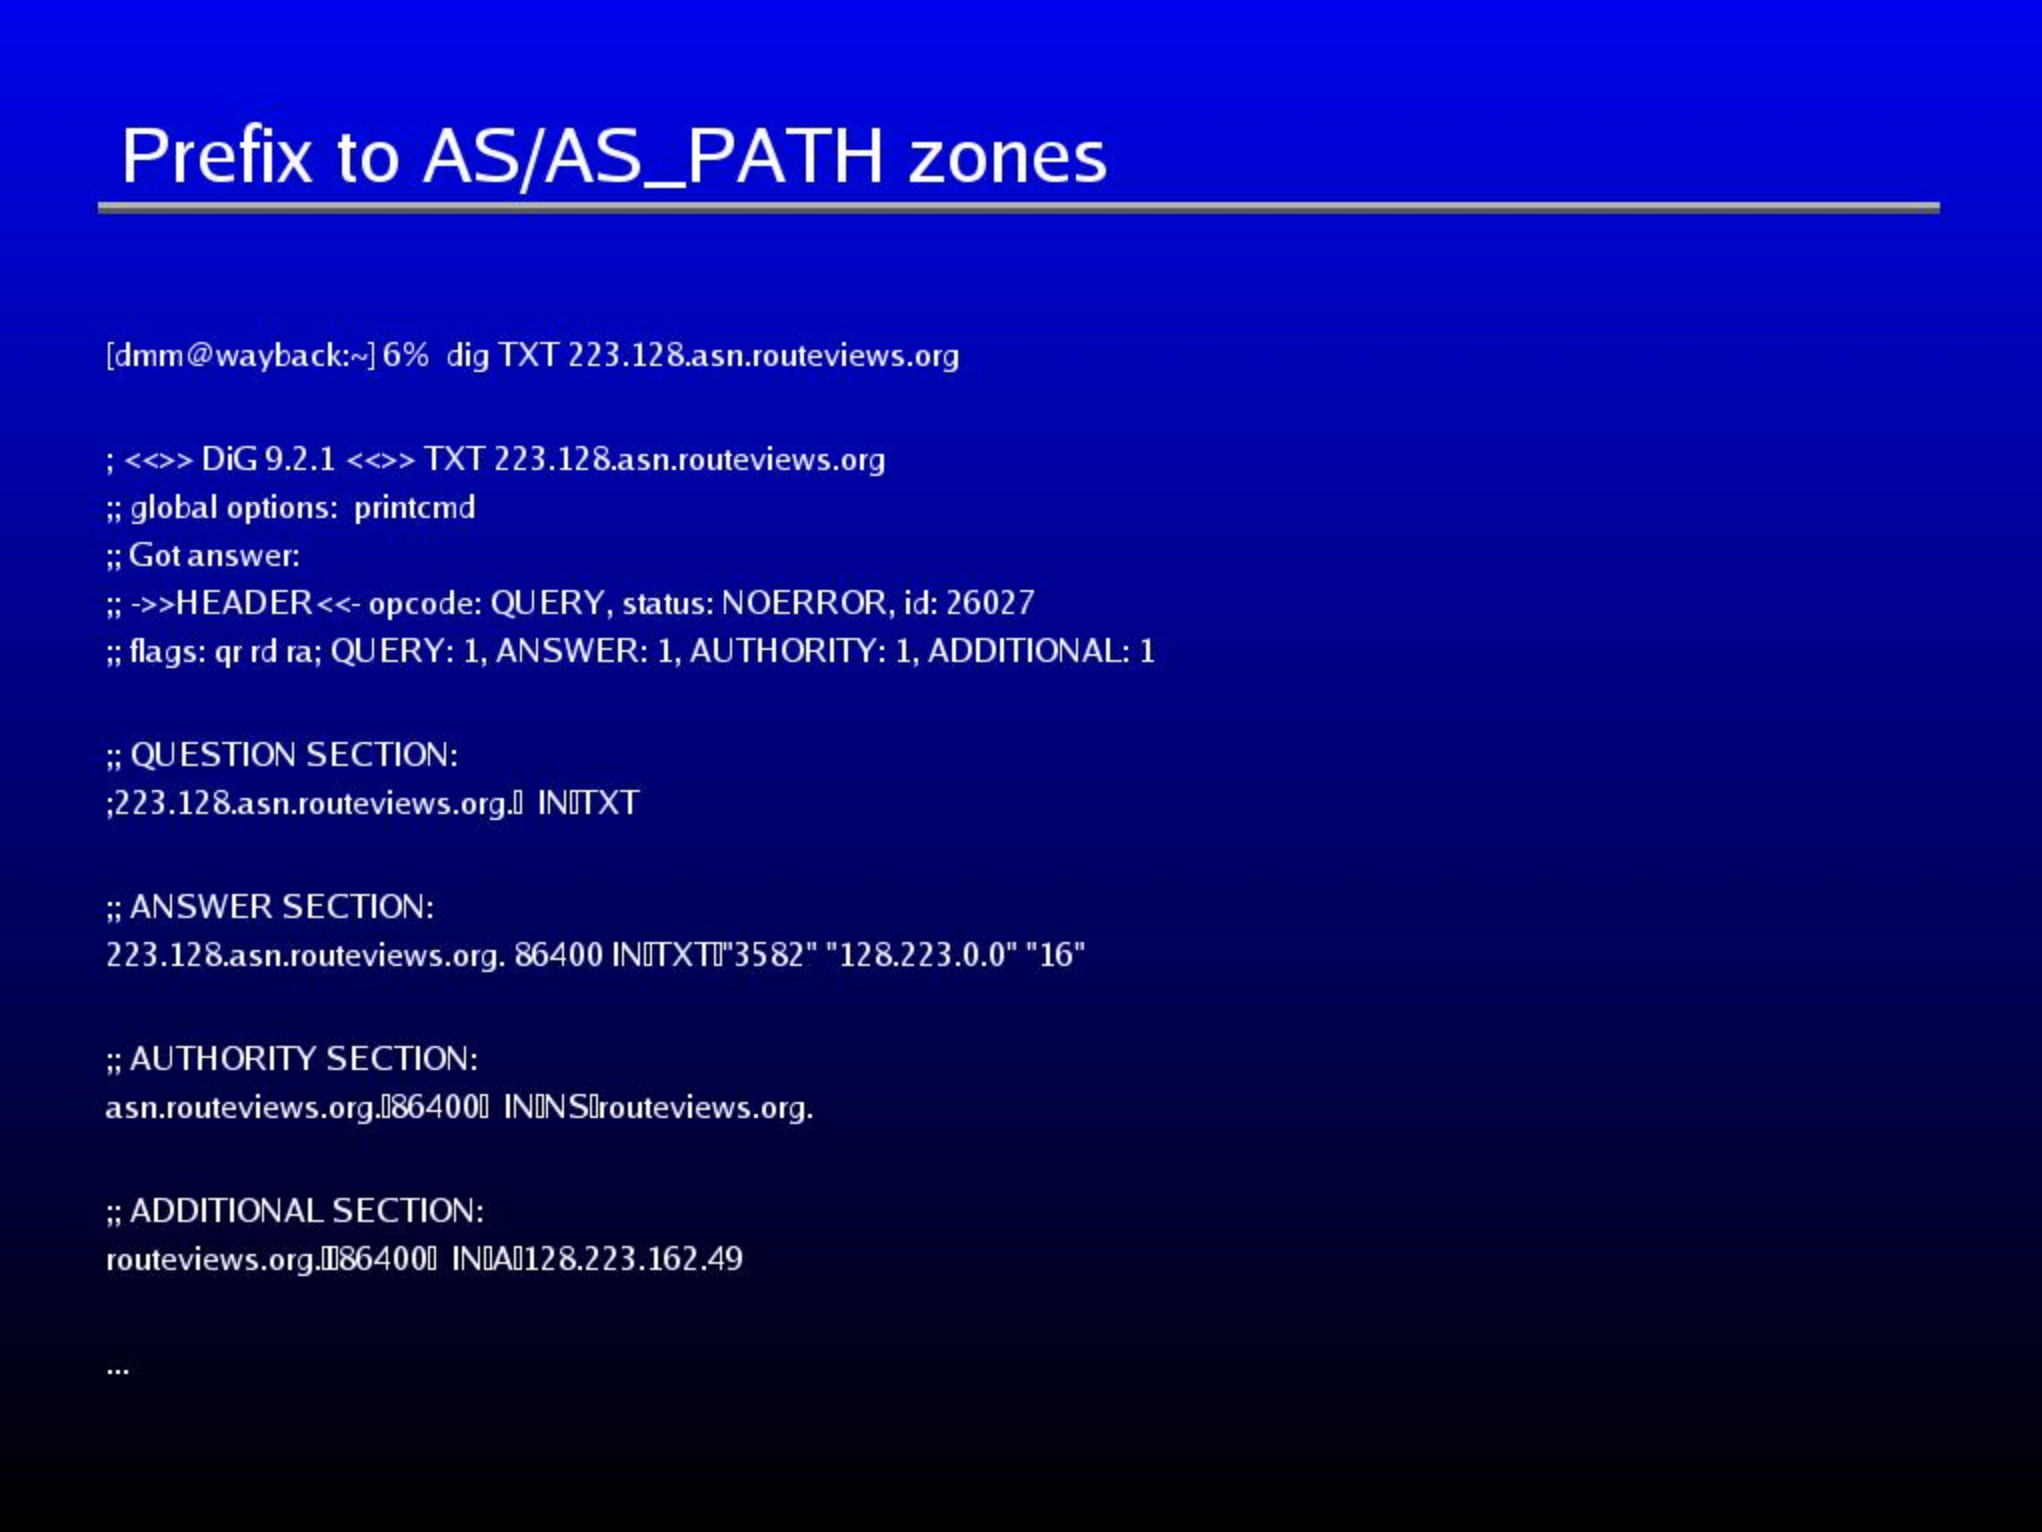 Prefix to AS/AS_PATH zones
[dmm@wayback:~] 6%  dig TXT 223.128.asn.routeviews.org
; <<>> DiG 9.2.1 <<>> TXT 223.128.asn.routeviews.org
;; global options:  printcmd
;; Got answer:
;; ->>HEADER<<- opcode: QUERY, status: NOERROR, id: 26027
;; flags: qr rd ra; QUERY: 1, ANSWER: 1, AUTHORITY: 1, ADDITIONAL: 1
;; QUESTION SECTION:
;223.128.asn.routeviews.org.▯  IN▯TXT
;; ANSWER SECTION:
223.128.asn.routeviews.org. 86400 IN▯TXT▯"3582" "128.223.0.0" "16"
;; AUTHORITY SECTION:
asn.routeviews.org.▯86400▯  IN▯NS▯routeviews.org.
;; ADDITIONAL SECTION:
routeviews.org.▯▯86400▯  IN▯A▯128.223.162.49
...